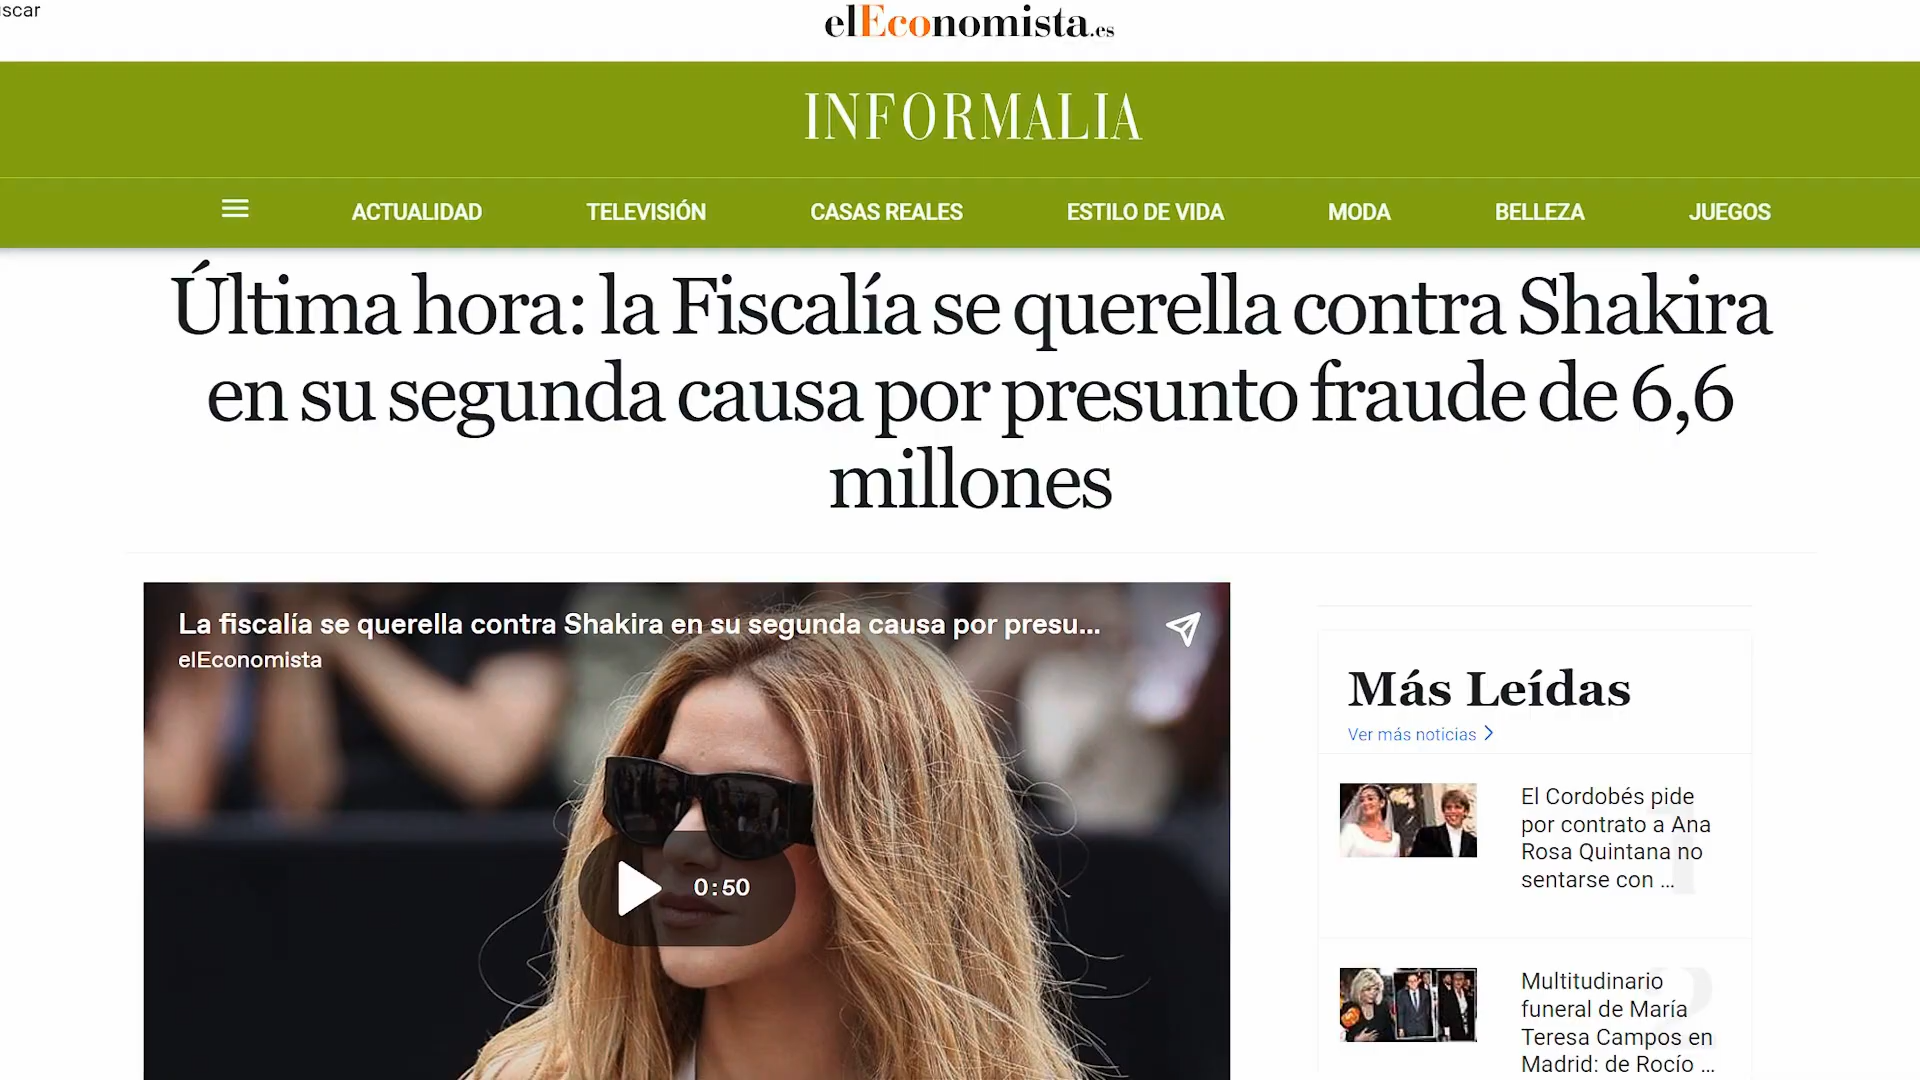 elEconomista.es
INFORMALIA
ACTUALIDAD TELEVISIÓN CASAS REALES ESTILO DE VIDA MODA BELLEZA JUEGOS
Última hora: la Fiscalía se querella contra Shakira
en su segunda causa por presunto fraude de 6,6
millones
La fiscalía se querella contra Shakira en su segunda causa por presu...
elEconomista
0:50
Más Leídas
Ver más noticias
El Cordobés pide
por contrato a Ana
Rosa Quintana no
sentarse con ...
Multitudinario
funeral de María
Teresa Campos en
Madrid: de Rocío ...